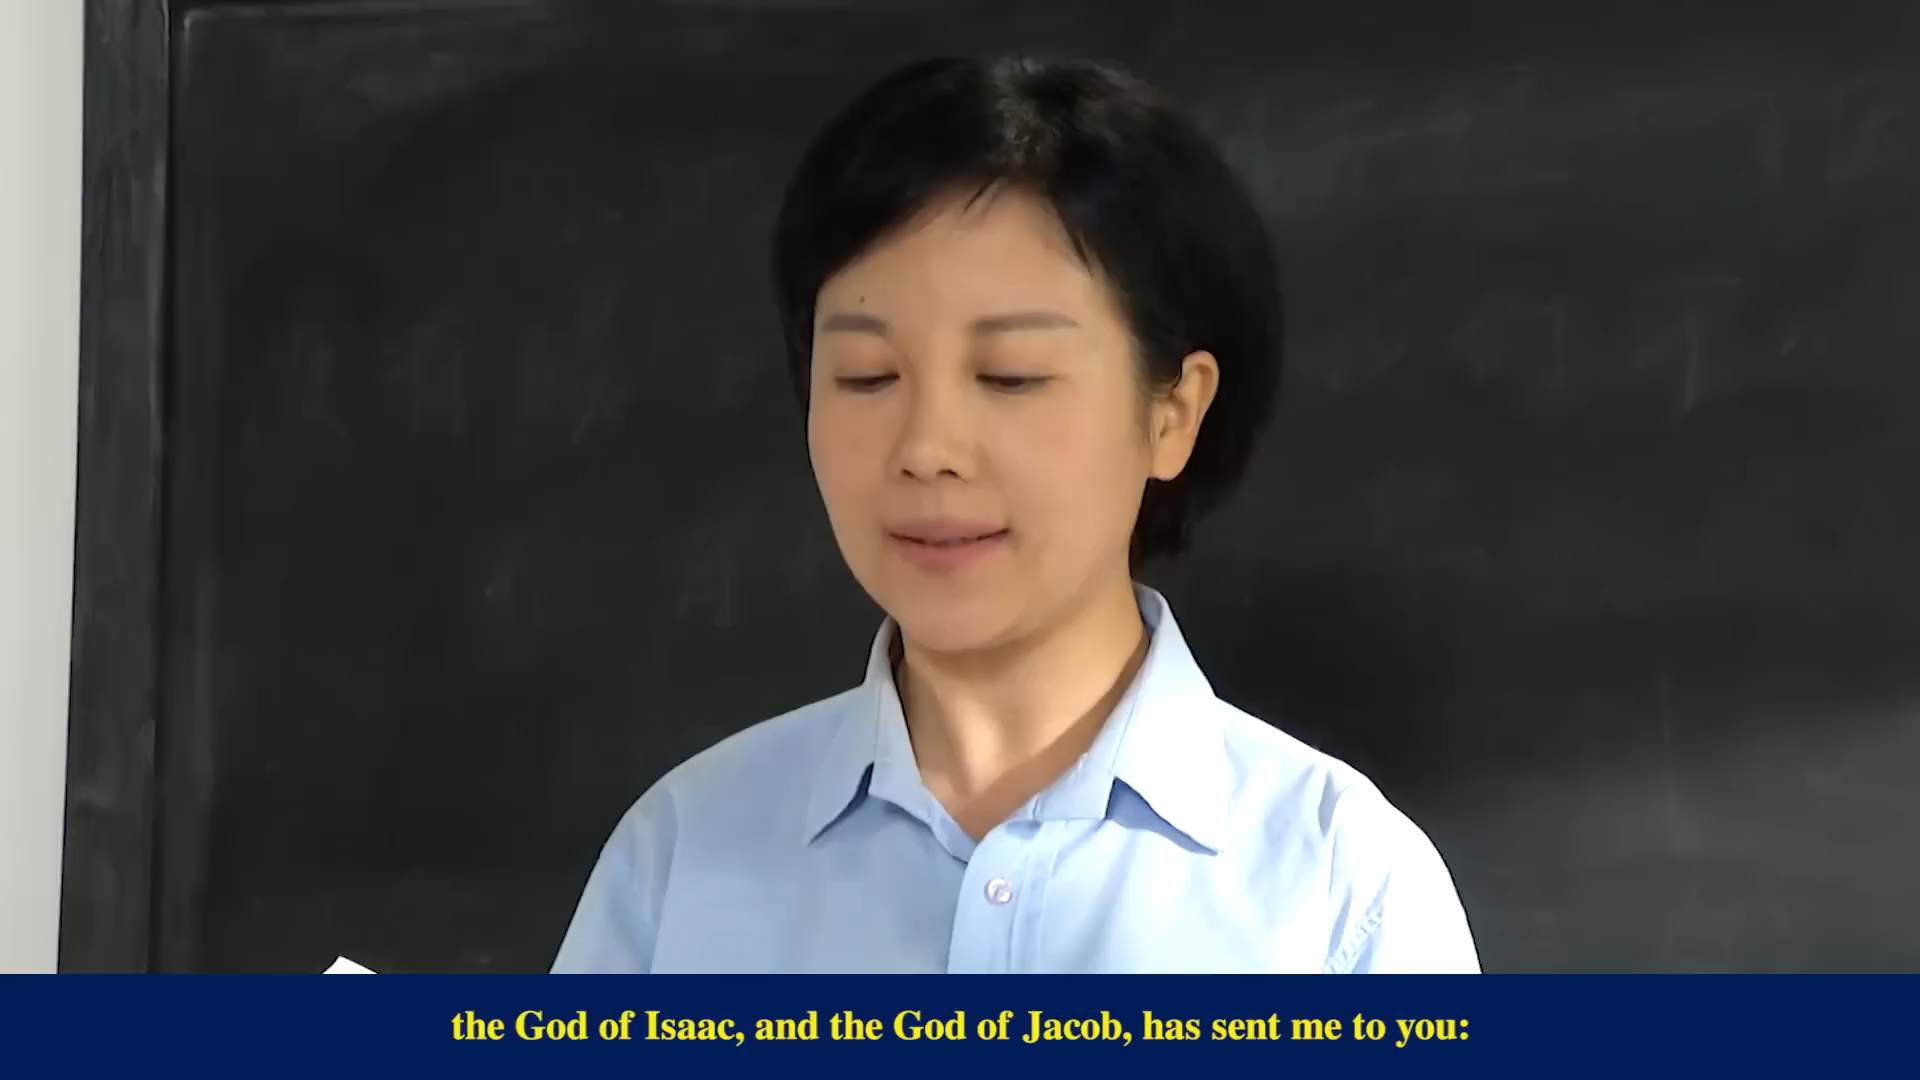 the God of Isaac, and the God of Jacob, has sent me to you: